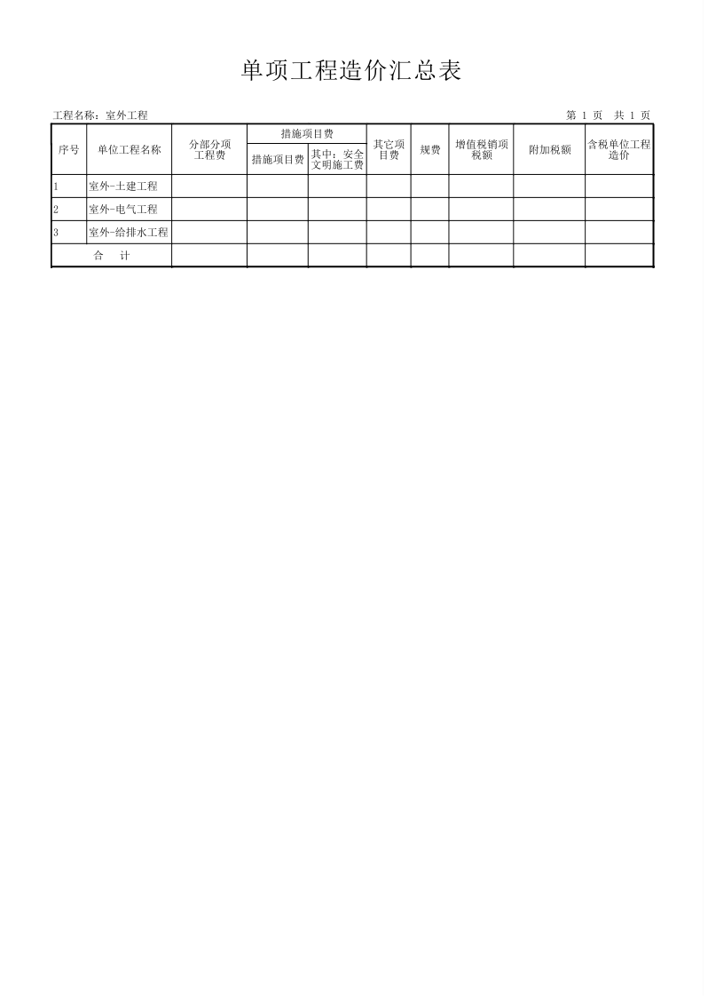 单项工程造价汇总表
工程名称：室外工程 第 1 页 共 1 页
序号 单位工程名称 分部分项工程费 措施项目费 其它项目费 规费 增值税销项税额 附加税额 含税单位工程造价
措施项目费 其中：安全文明施工费
1 室外-土建工程
2 室外-电气工程
3 室外-给排水工程
合 计